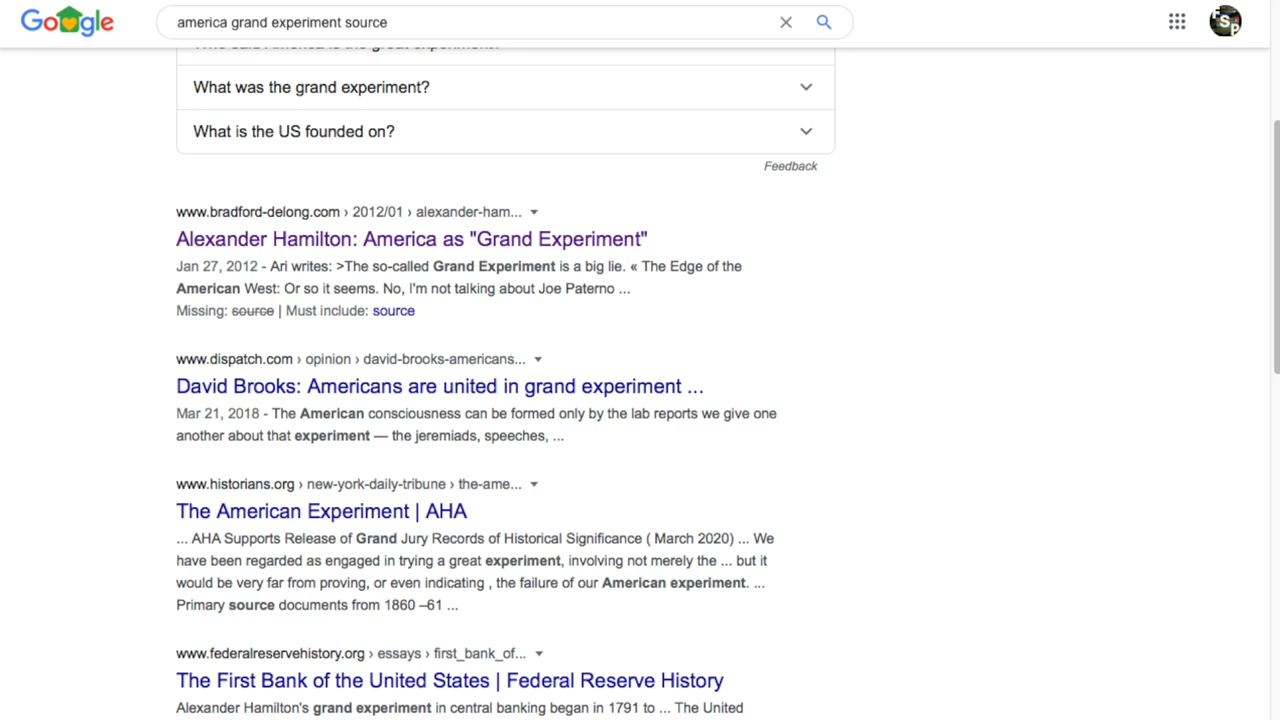 Google
america grand experiment source
Who said America is the great experiment?
What was the grand experiment?
What is the US founded on?
Feedback
www.bradford-delong.com › 2012/01 › alexander-ham...
Alexander Hamilton: America as "Grand Experiment"
Jan 27, 2012 - Ari writes: >The so-called Grand Experiment is a big lie. « The Edge of the
American West: Or so it seems. No, I'm not talking about Joe Paterno ...
Missing: source | Must include: source
www.dispatch.com › opinion › david-brooks-americans...
David Brooks: Americans are united in grand experiment ...
Mar 21, 2018 - The American consciousness can be formed only by the lab reports we give one
another about that experiment — the jeremiads, speeches, ...
www.historians.org › new-york-daily-tribune › the-ame...
The American Experiment | AHA
... AHA Supports Release of Grand Jury Records of Historical Significance ( March 2020) ... We
have been regarded as engaged in trying a great experiment, involving not merely the ... but it
would be very far from proving, or even indicating , the failure of our American experiment. ...
Primary source documents from 1860 –61 ...
www.federalreservehistory.org › essays › first_bank_of...
The First Bank of the United States | Federal Reserve History
Alexander Hamilton's grand experiment in central banking began in 1791 to ... The United